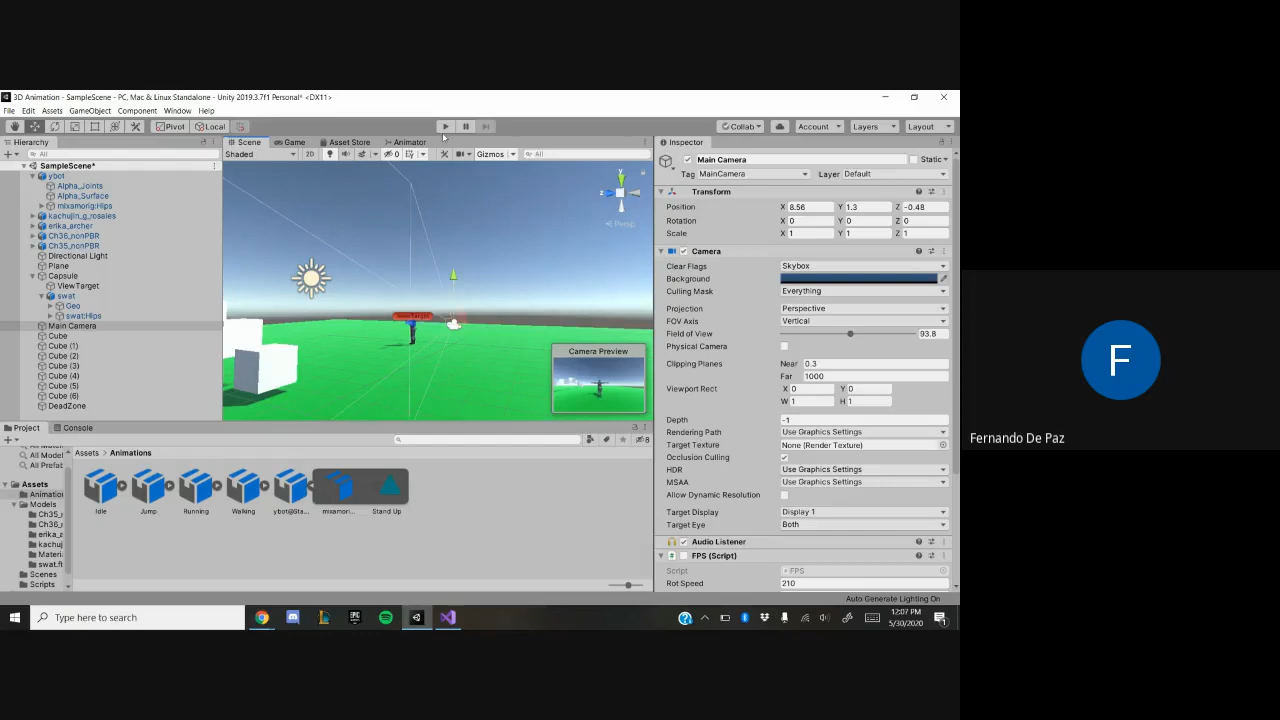 3D Animation - SampleScene - PC, Mac & Linux Standalone - Unity 2019.3.7f1 Personal* <DX11>
File Edit Assets GameObject Component Window Help
Pivot Local Collab Account Layers Layout
Hierarchy
All
SampleScene*
ybot
Alpha_Joints
Alpha_Surface
mixamorig:Hips
kachujin_g_rosales
erika_archer
Ch36_nonPBR
Ch35_nonPBR
Directional Light
Plane
Capsule
ViewTarget
swat
Geo
swat:Hips
Main Camera
Cube
Cube (1)
Cube (2)
Cube (3)
Cube (4)
Cube (5)
Cube (6)
DeadZone
Scene Game Asset Store Animator
Shaded 2D 0 Gizmos All
y
z
Persp
ViewTarget
Camera Preview
Inspector
Main Camera Static
Tag MainCamera Layer Default
Transform
Position X 8.56 Y 1.3 Z -0.48
Rotation X 0 Y 0 Z 0
Scale X 1 Y 1 Z 1
Camera
Clear Flags Skybox
Background
Culling Mask Everything
Projection Perspective
FOV Axis Vertical
Field of View 93.8
Physical Camera
Clipping Planes Near 0.3
Far 1000
Viewport Rect X 0 Y 0
W 1 H 1
Depth -1
Rendering Path Use Graphics Settings
Target Texture None (Render Texture)
Occlusion Culling
HDR Use Graphics Settings
MSAA Use Graphics Settings
Allow Dynamic Resolution
Target Display Display 1
Target Eye Both
Audio Listener
FPS (Script)
Script FPS
Rot Speed 210
Auto Generate Lighting On
Project Console
8
All Model
All Prefab
Assets
Animation
Models
Ch35_
Ch36_
erika_a
kachuj
Materi
swat.ft
Scenes
Scripts
Assets Animations
Idle Jump Running Walking ybot@Sta... mixamori... Stand Up
Type here to search
12:07 PM
5/30/2020
1
F
Fernando De Paz